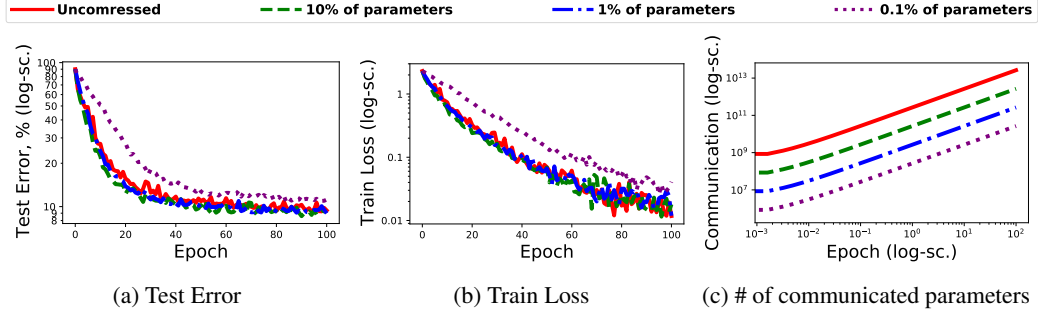 Uncomressed 10% of parameters 1% of parameters 0.1% of parameters
Test Error, % (log-sc.)
100
90
80
70
60
50
40
30
20
10
9
8
0 20 40 60 80 100
Epoch
(a) Test Error
Train Loss (log-sc.)
1
0.1
0.01
0 20 40 60 80 100
Epoch
(b) Train Loss
Communication (log-sc.)
10^13
10^11
10^9
10^7
10^−3 10^−2 10^−1 10^0 10^1 10^2
Epoch (log-sc.)
(c) # of communicated parameters